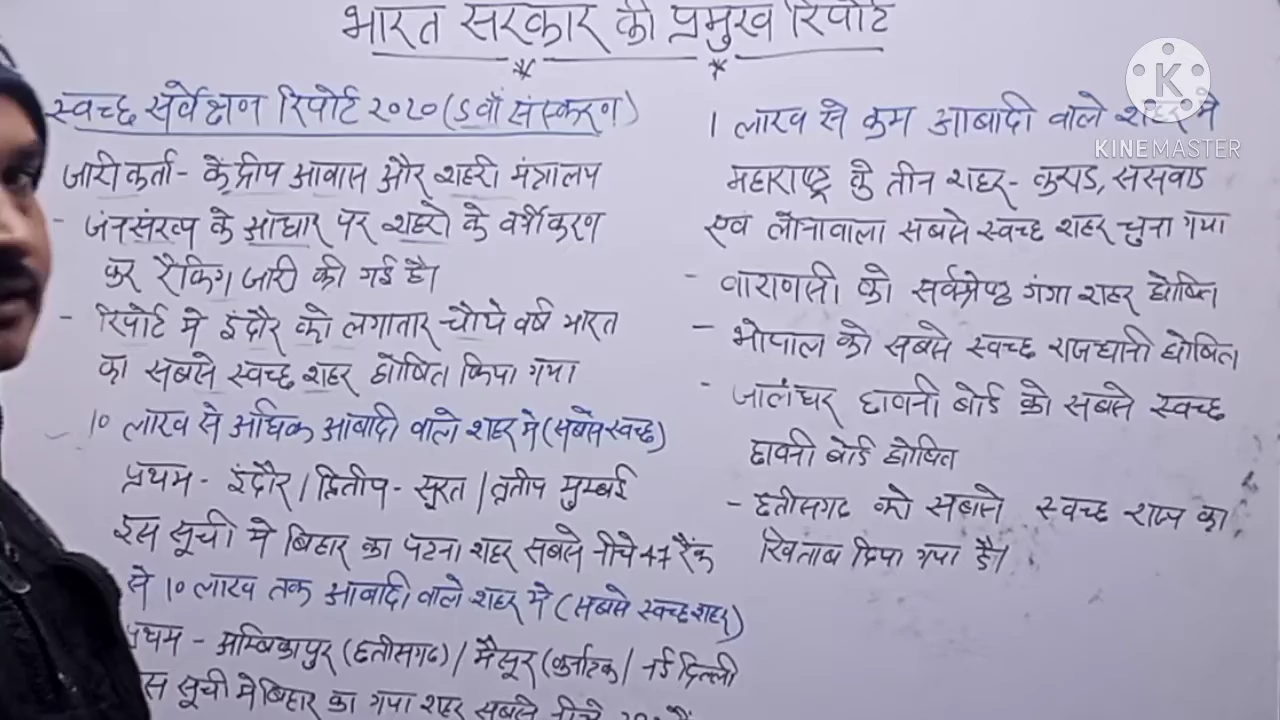 भारत सरकार की प्रमुख रिपोर्ट
स्वच्छ सर्वेक्षण रिपोर्ट २०२० (5वाँ संस्करण)
जारी कर्ता - केंद्रीय आवास और शहरी मंत्रालय
- जनसंख्य के आधार पर शहरो के वर्गीकरण
कर रैंकिंग जारी की गई है।
- रिपोर्ट मे इंदौर को लगातार चौथे वर्ष भारत
का सबसे स्वच्छ शहर घोषित किया गया
10 लाख से अधिक आबादी वाले शहर मे (सबसे स्वच्छ)
प्रथम - इंदौर / द्वितीय - सूरत / तृतीय मुम्बई
इस सूची मे बिहार का पटना शहर सबसे नीचे 47 रैंक
से 10 लाख तक आबादी वाले शहर मे (सबसे स्वच्छ शहर)
प्रथम - अम्बिकापुर (छतीसगढ) / मैसूर (कर्नाटक / नई दिल्ली
सूची मे बिहार का गया शहर सबसे नीचे
1 लाख से कम आबादी वाले शहर मे
महाराष्ट्र के तीन शहर - कराड, ससवाड
एवं लोनावाला सबसे स्वच्छ शहर चुना गया
- वाराणसी को सर्वश्रेष्ठ गंगा शहर घोषित
- भोपाल को सबसे स्वच्छ राजधानी घोषित
- जालंधर छावनी बोर्ड को सबसे स्वच्छ
छावनी बोर्ड घोषित
- छतीसगढ को सबसे स्वच्छ राज्य का
खिताब दिया गया है।
K
KINEMASTER